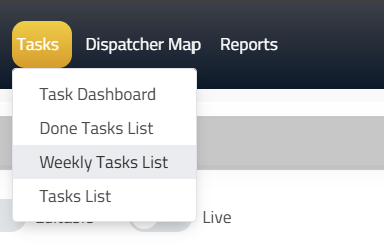 Tasks Dispatcher Map Reports
Task Dashboard
Done Tasks List
Weekly Tasks List
Tasks List
Live